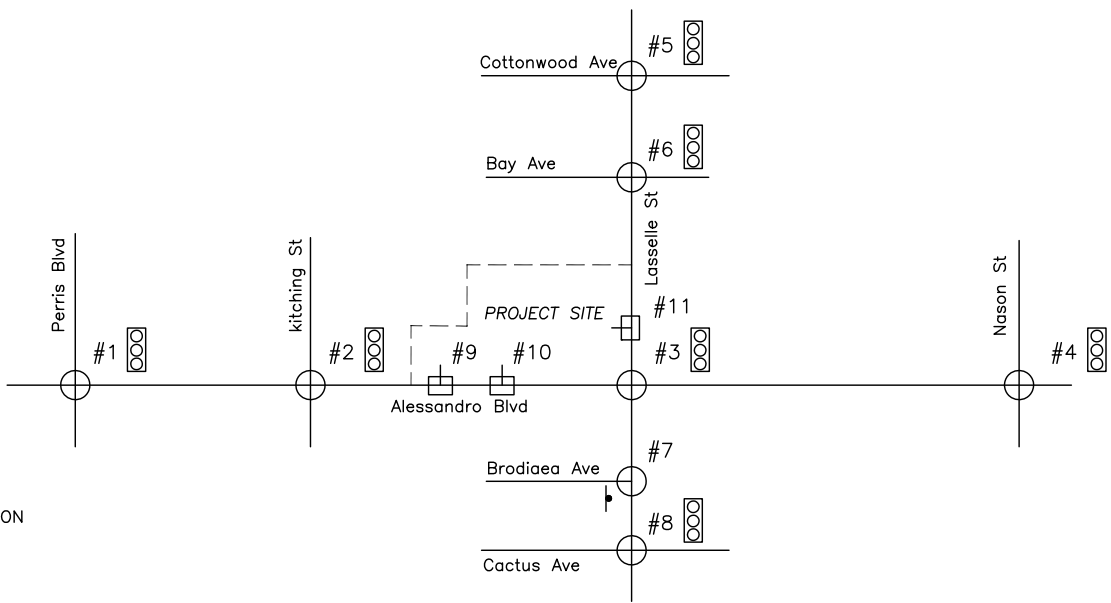 #5
Cottonwood Ave
#6
Bay Ave
Lasselle St
Perris Blvd
kitching St
Nason St
PROJECT SITE
#11
#1
#2
#9
#10
#3
#4
Alessandro Blvd
#7
Brodiaea Ave
ON
#8
Cactus Ave